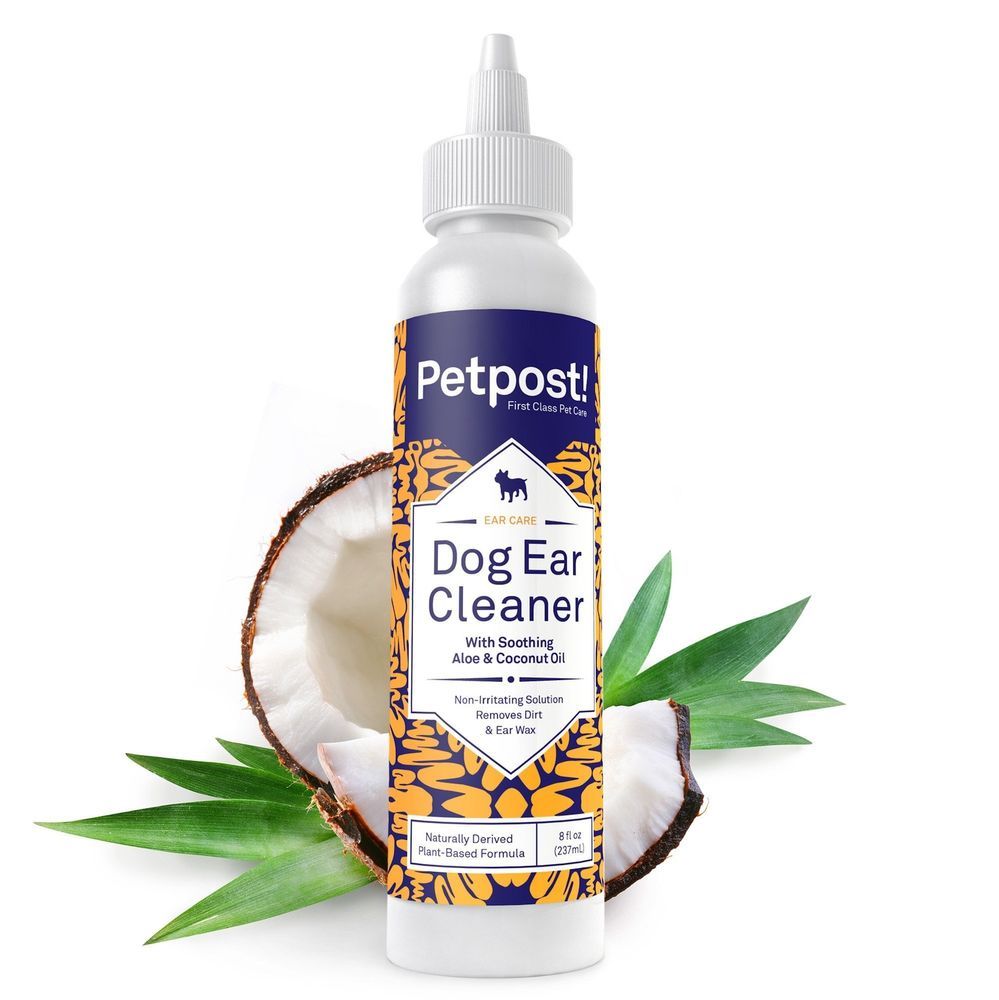 Petpost!
First Class Pet Care
EAR CARE
Dog Ear
Cleaner
With Soothing
Aloe & Coconut Oil
Non-Irritating Solution
Removes Dirt
& Ear Wax
Naturally Derived
Plant-Based Formula
8 fl oz
(237mL)